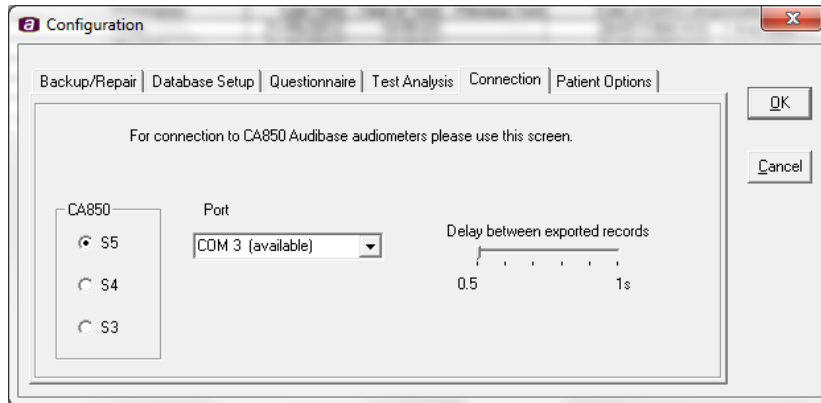 a Configuration
Backup/Repair Database Setup Questionnaire Test Analysis Connection Patient Options
OK
For connection to CA850 Audibase audiometers please use this screen.
Cancel
CA850
Port
S5
COM 3 (available)
Delay between exported records
S4
0.5 1s
S3